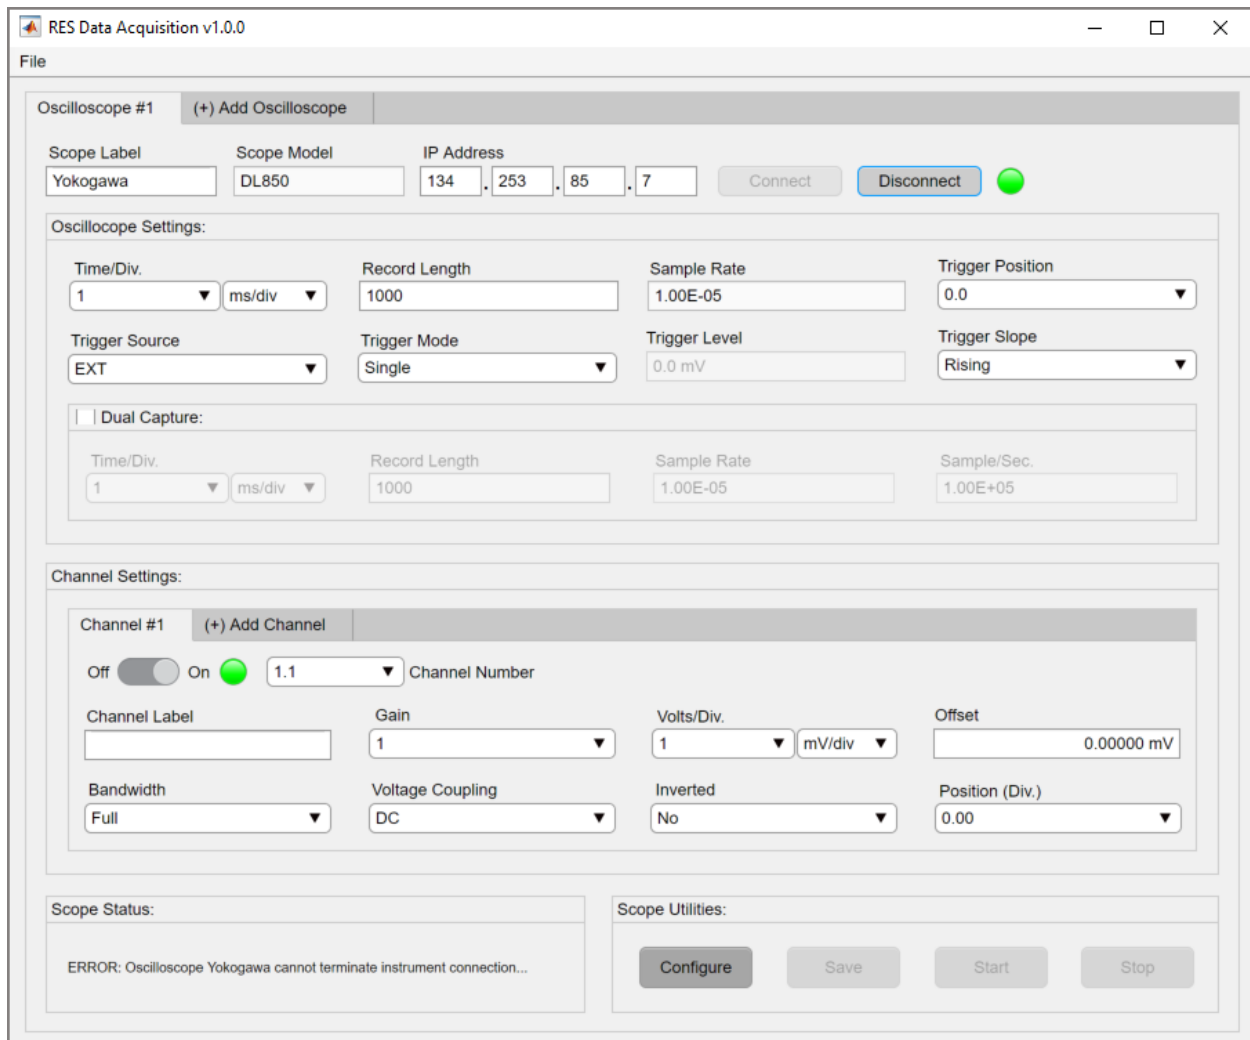 RES Data Acquisition v1.0.0
File
Oscilloscope #1 (+) Add Oscilloscope
Scope Label Scope Model IP Address
Yokogawa DL850 134 . 253 . 85 . 7 Connect Disconnect
Oscillocope Settings:
Time/Div. Record Length Sample Rate Trigger Position
1 ms/div 1000 1.00E-05 0.0
Trigger Source Trigger Mode Trigger Level Trigger Slope
EXT Single 0.0 mV Rising
Dual Capture:
Time/Div. Record Length Sample Rate Sample/Sec.
1 ms/div 1000 1.00E-05 1.00E+05
Channel Settings:
Channel #1 (+) Add Channel
Off On 1.1 Channel Number
Channel Label Gain Volts/Div. Offset
1 1 mV/div 0.00000 mV
Bandwidth Voltage Coupling Inverted Position (Div.)
Full DC No 0.00
Scope Status: Scope Utilities:
ERROR: Oscilloscope Yokogawa cannot terminate instrument connection... Configure Save Start Stop